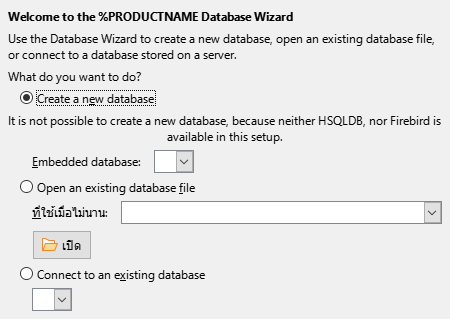 Welcome to the %PRODUCTNAME Database Wizard
Use the Database Wizard to create a new database, open an existing database file,
or connect to a database stored on a server.
What do you want to do?
Create a new database
It is not possible to create a new database, because neither HSQLDB, nor Firebird is
available in this setup.
Embedded database:
Open an existing database file
ที่ใช้เมื่อไม่นาน:
เปิด
Connect to an existing database